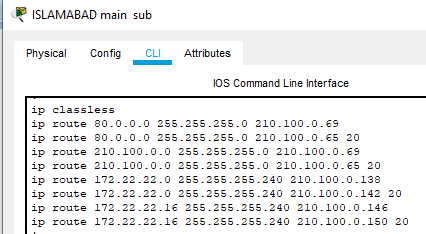 ISLAMABAD main sub
Physical Config CLI Attributes
IOS Command Line Interface
ip classless
ip route 80.0.0.0 255.255.255.0 210.100.0.69
ip route 80.0.0.0 255.255.255.0 210.100.0.65 20
ip route 210.100.0.0 255.255.255.0 210.100.0.69
ip route 210.100.0.0 255.255.255.0 210.100.0.65 20
ip route 172.22.22.0 255.255.255.240 210.100.0.138
ip route 172.22.22.0 255.255.255.240 210.100.0.142 20
ip route 172.22.22.16 255.255.255.240 210.100.0.146
ip route 172.22.22.16 255.255.255.240 210.100.0.150 20